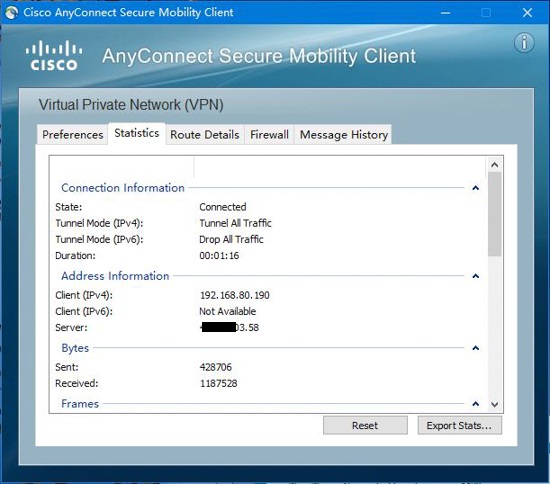 Cisco AnyConnect Secure Mobility Client
CISCO
AnyConnect Secure Mobility Client
Virtual Private Network (VPN)
Preferences Statistics Route Details Firewall Message History
Connection Information
State: Connected
Tunnel Mode (IPv4): Tunnel All Traffic
Tunnel Mode (IPv6): Drop All Traffic
Duration: 00:01:16
Address Information
Client (IPv4): 192.168.80.190
Client (IPv6): Not Available
Server: 03.58
Bytes
Sent: 428706
Received: 1187528
Frames
Reset Export Stats...